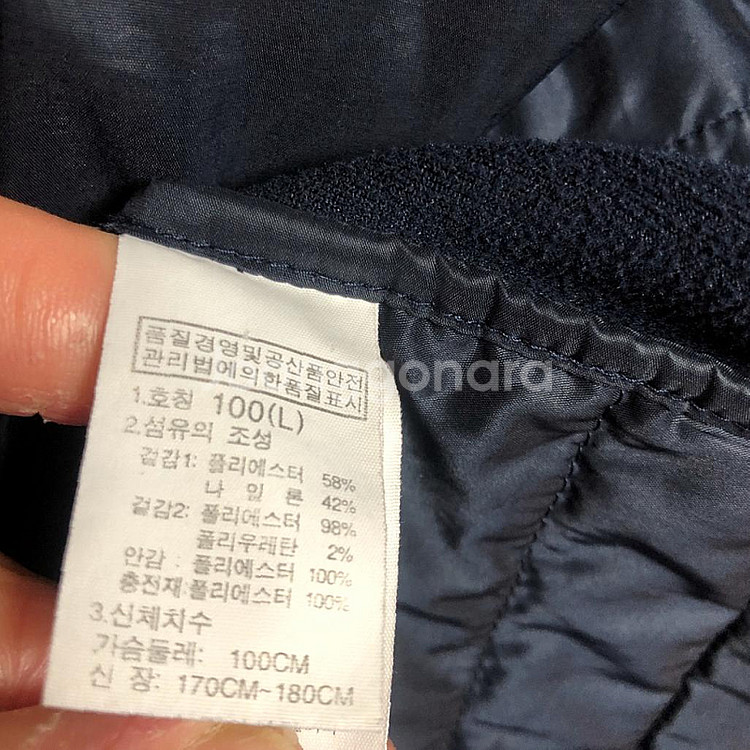 품질경영및공산품안전
관리법에의한품질표시
1.호칭 100(L)
2.섬유의 조성
겉감1: 폴리에스터 58%
나 일 론 42%
겉감2: 폴리에스터 98%
폴리우레탄 2%
안감 : 폴리에스터 100%
충전재:폴리에스터 100%
3.신체치수
가슴둘레: 100CM
신 장: 170CM~180CM